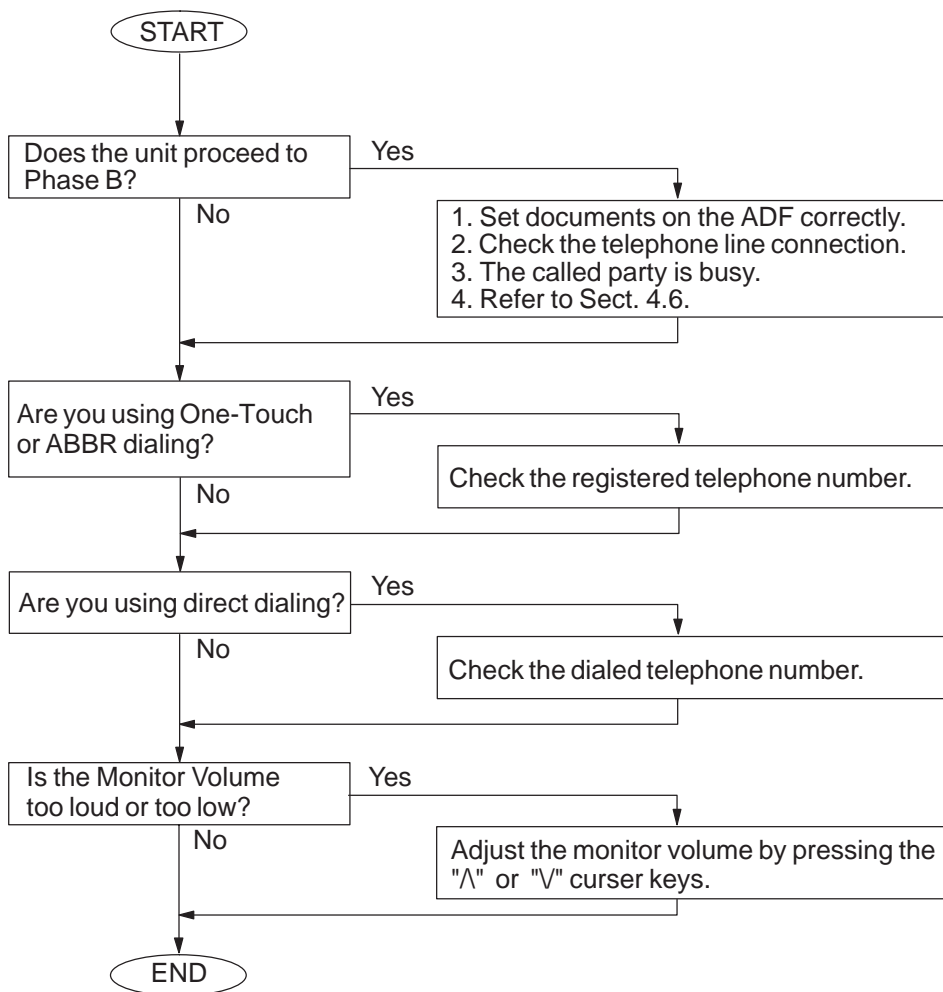 START
Does the unit proceed to
Phase B?
Yes
No
1. Set documents on the ADF correctly.
2. Check the telephone line connection.
3. The called party is busy.
4. Refer to Sect. 4.6.
Are you using One-Touch
or ABBR dialing?
Yes
No
Check the registered telephone number.
Are you using direct dialing?
Yes
No
Check the dialed telephone number.
Is the Monitor Volume
too loud or too low?
Yes
No
Adjust the monitor volume by pressing the
"/\" or "\/" curser keys.
END